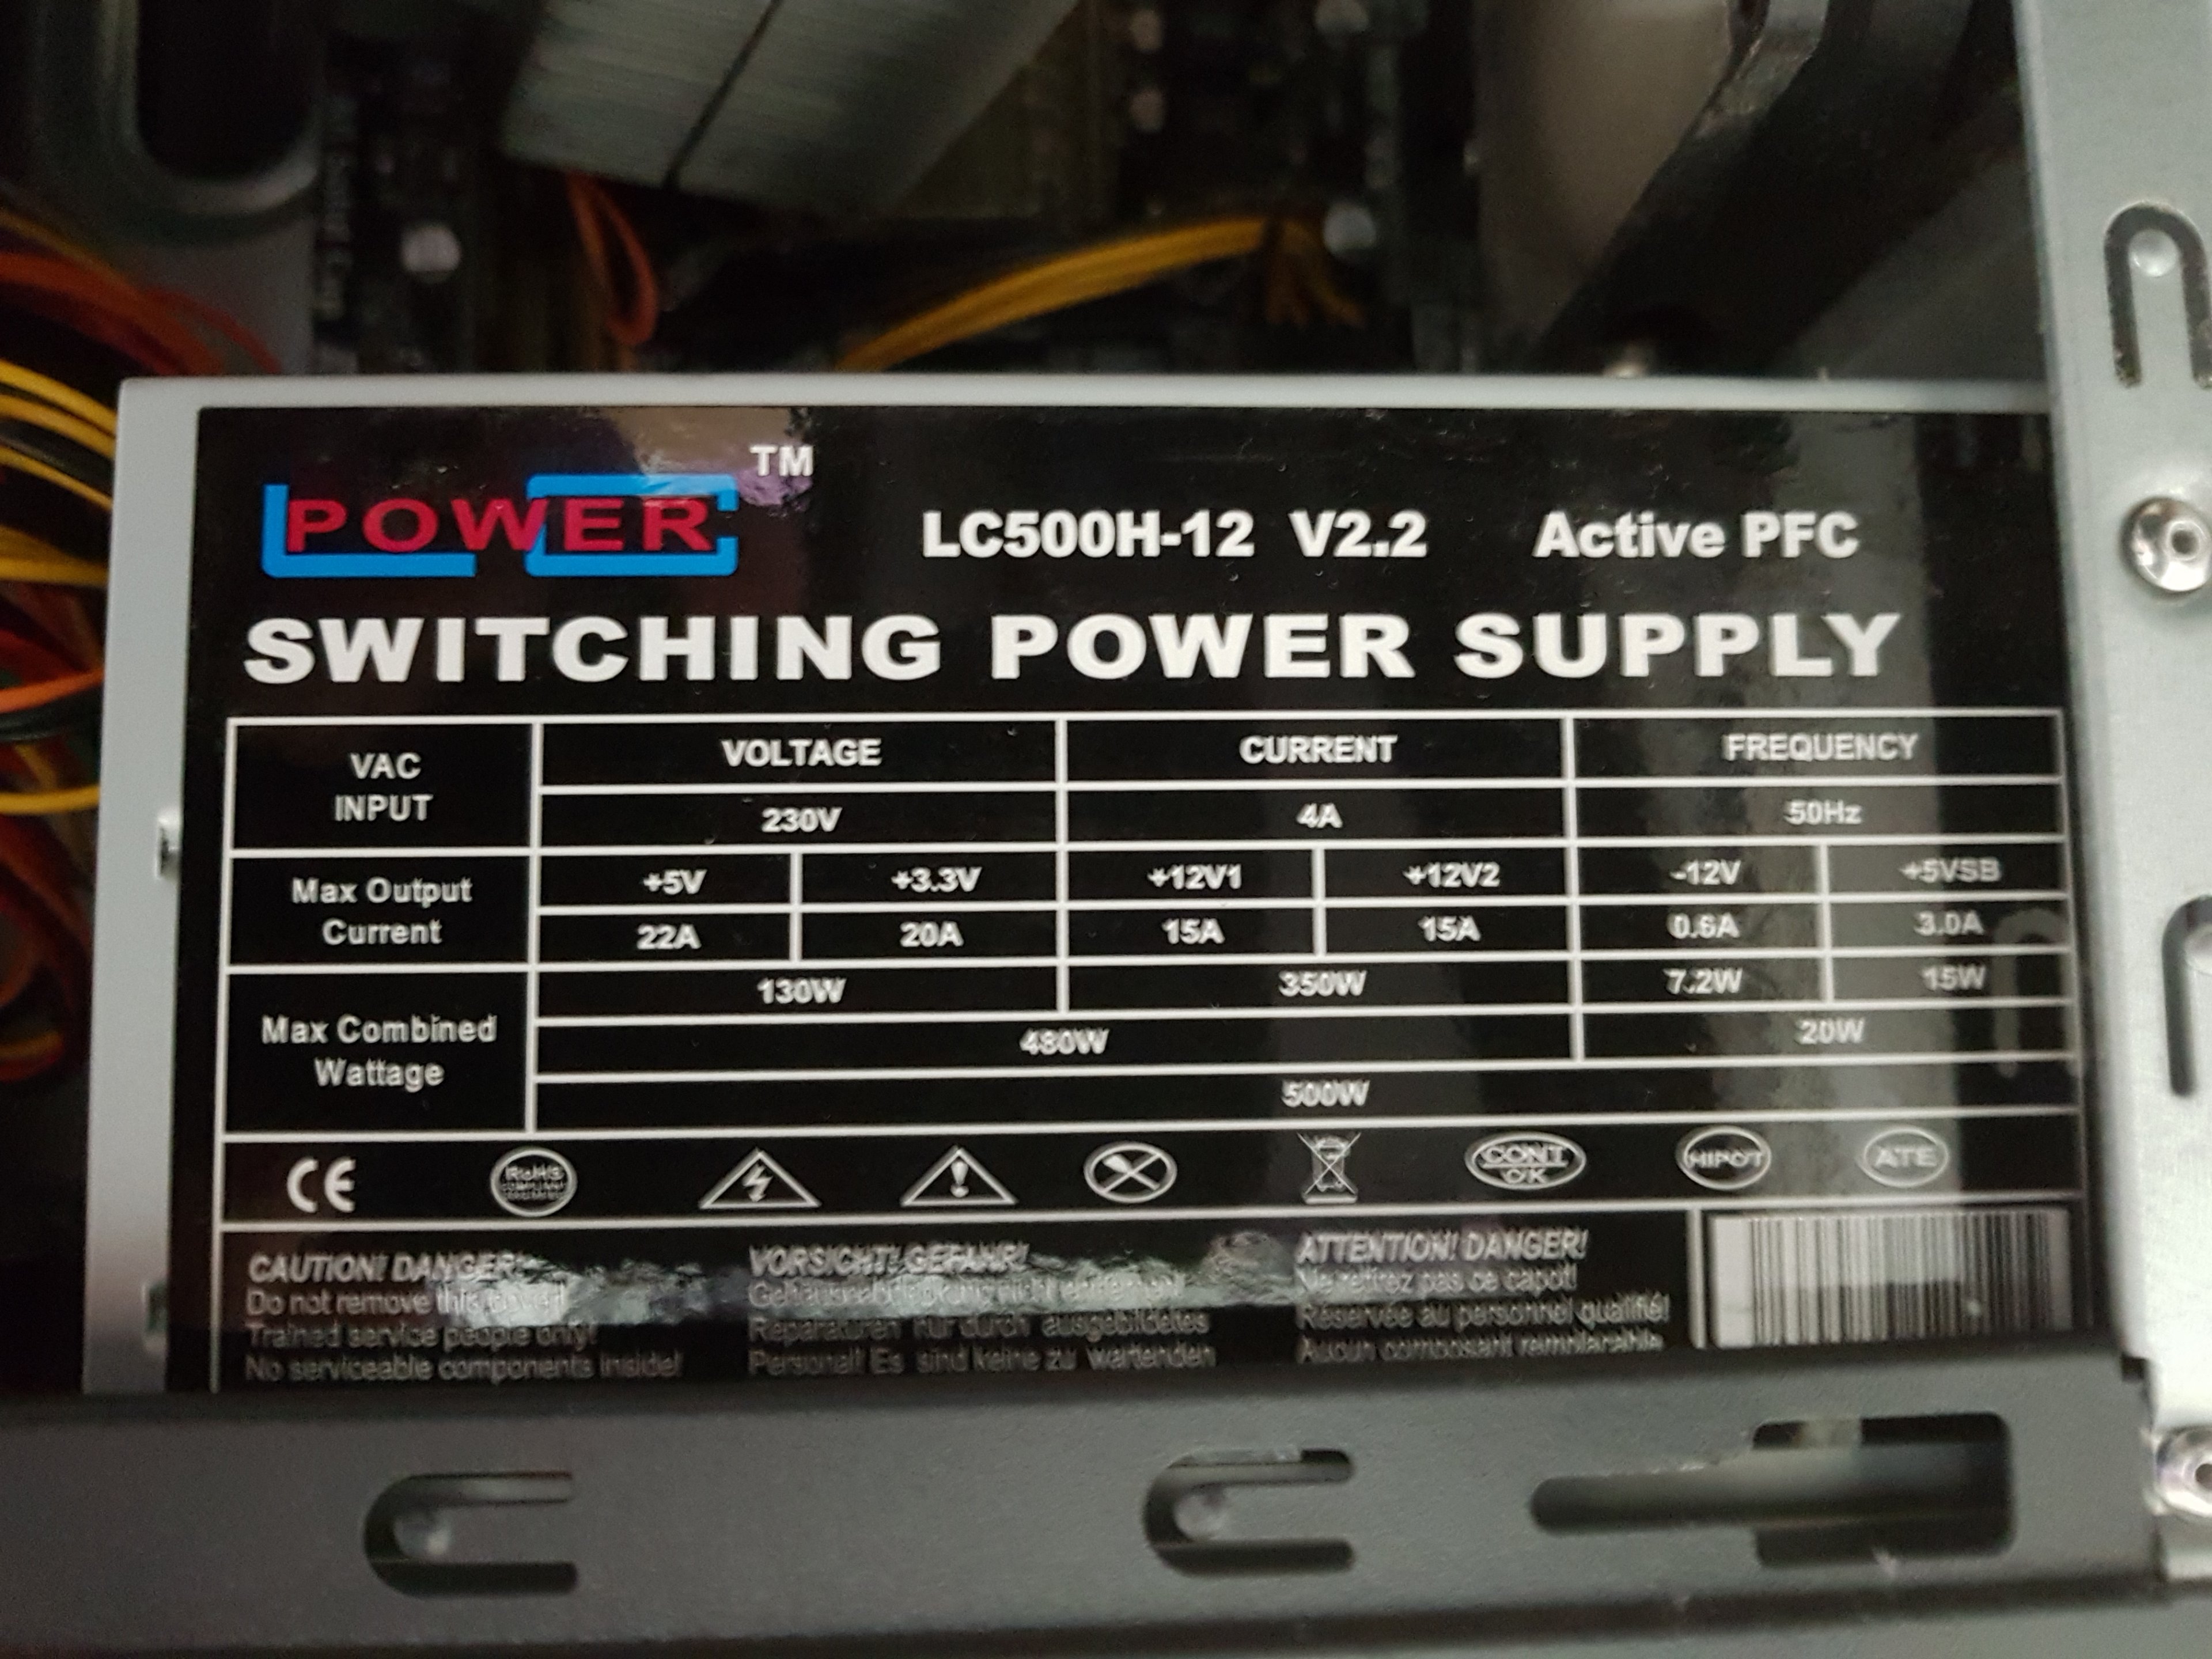 POWER TM
LC500H-12 V2.2 Active PFC
SWITCHING POWER SUPPLY
VAC INPUT
VOLTAGE CURRENT FREQUENCY
230V 4A 50Hz
Max Output Current
+5V +3.3V +12V1 +12V2 -12V +5VSB
22A 20A 15A 15A 0.6A 3.0A
Max Combined Wattage
130W 350W 7.2W 15W
480W 20W
500W
CE RoHS CONT OK HIPOT ATE
CAUTION! DANGER!
Do not remove this
Trained service people only!
No serviceable components inside!
VORSICHT! GEFAHR!
Reparaturen nur durch ausgebildetes
Personal! Es sind keine zu wartenden
ATTENTION! DANGER!
Ne retirez pas ce capot!
Réservée au personnel qualifié!
Aucun composant remplaçable